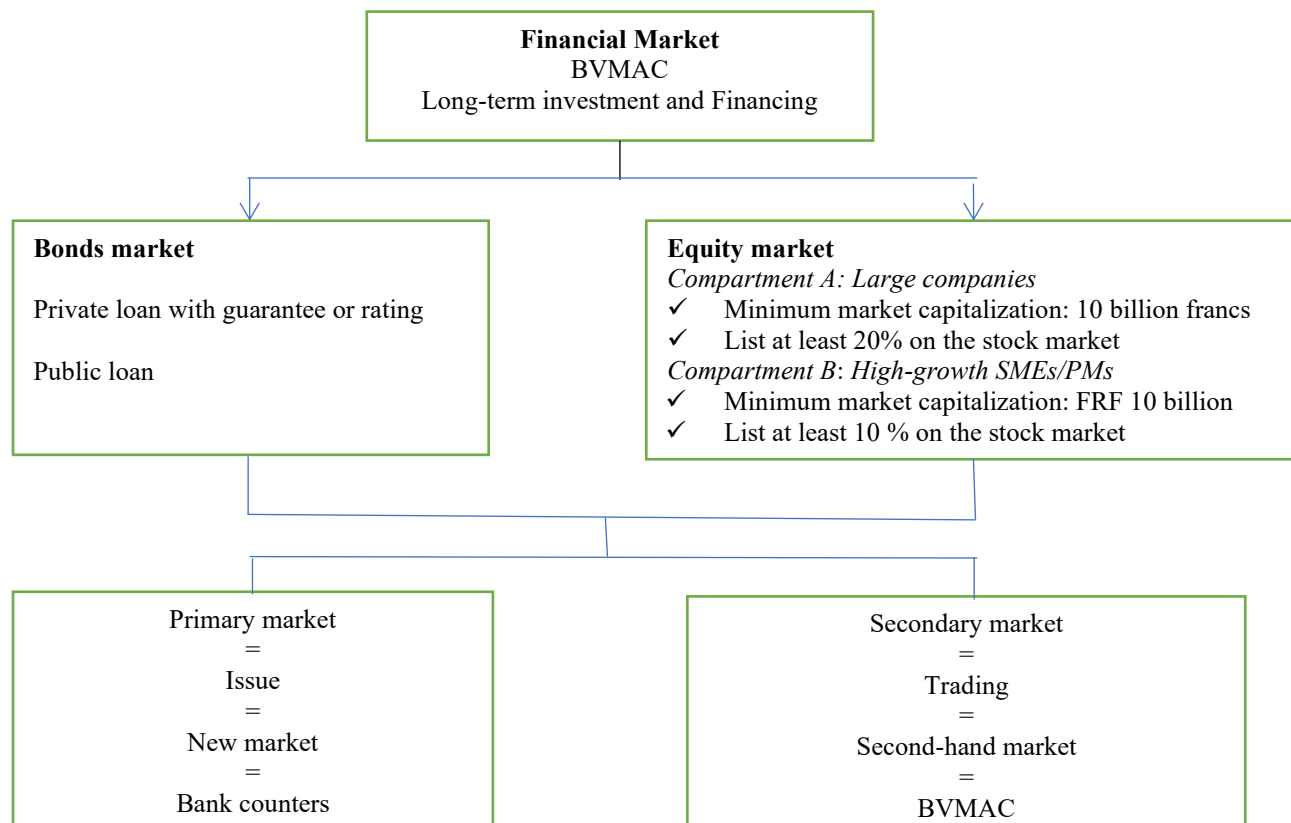 Financial Market
BVMAC
Long-term investment and Financing
Bonds market
Private loan with guarantee or rating
Public loan
Equity market
Compartment A: Large companies
✓ Minimum market capitalization: 10 billion francs
✓ List at least 20% on the stock market
Compartment B: High-growth SMEs/PMs
✓ Minimum market capitalization: FRF 10 billion
✓ List at least 10 % on the stock market
Primary market
=
Issue
=
New market
=
Bank counters
Secondary market
=
Trading
=
Second-hand market
=
BVMAC